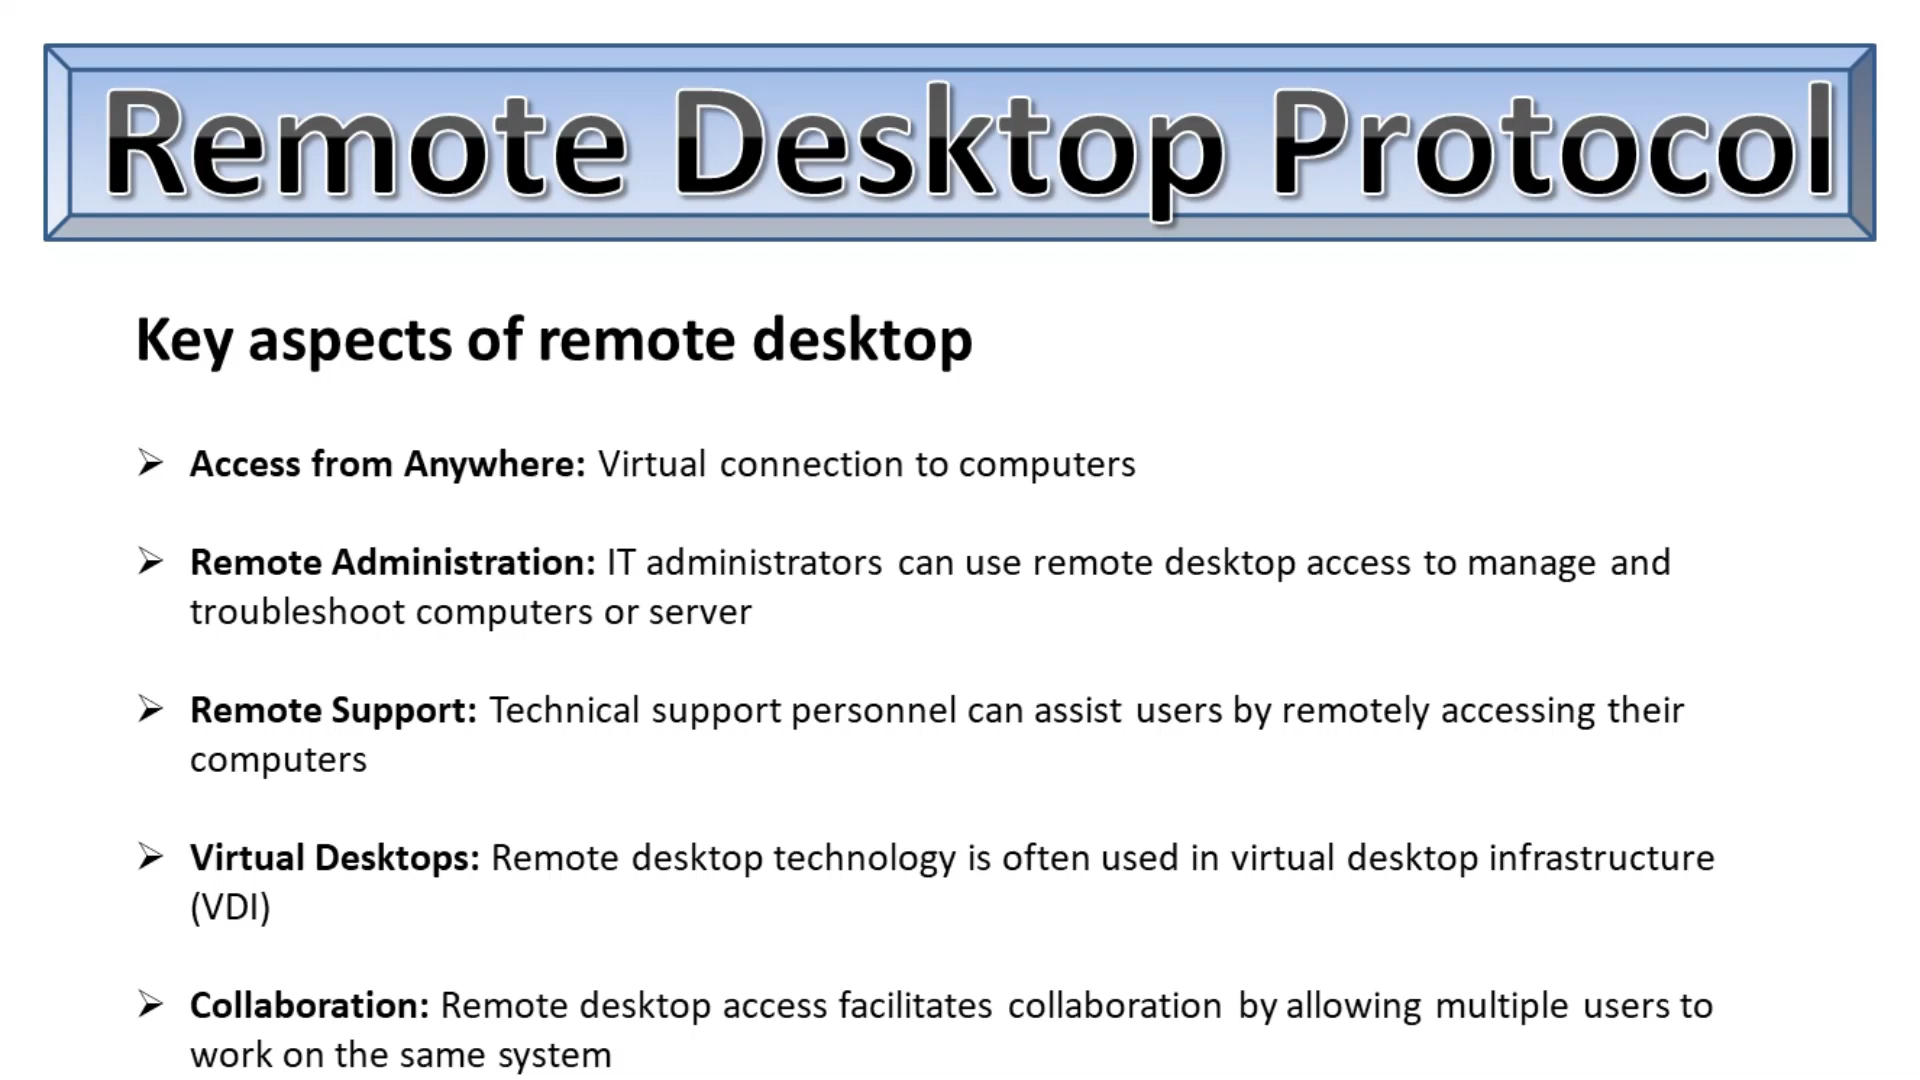 Remote Desktop Protocol
Key aspects of remote desktop
➢ Access from Anywhere: Virtual connection to computers
➢ Remote Administration: IT administrators can use remote desktop access to manage and
troubleshoot computers or server
➢ Remote Support: Technical support personnel can assist users by remotely accessing their
computers
➢ Virtual Desktops: Remote desktop technology is often used in virtual desktop infrastructure
(VDI)
➢ Collaboration: Remote desktop access facilitates collaboration by allowing multiple users to
work on the same system